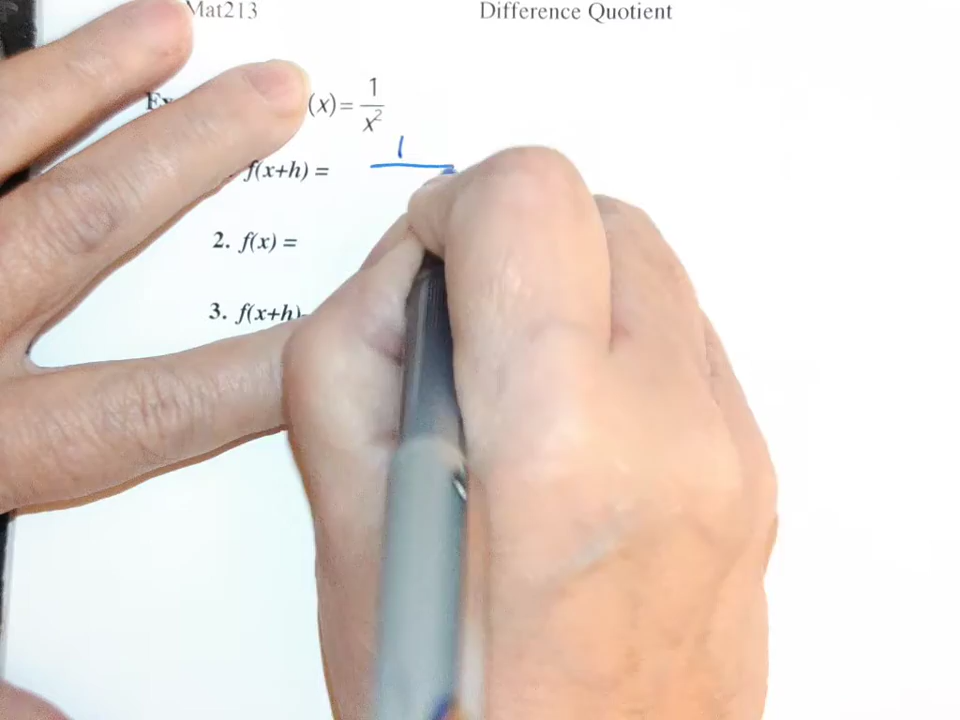 Mat213 Difference Quotient
(x)= 1/x²
f(x+h) = 1
2. f(x) =
3. f(x+h)-